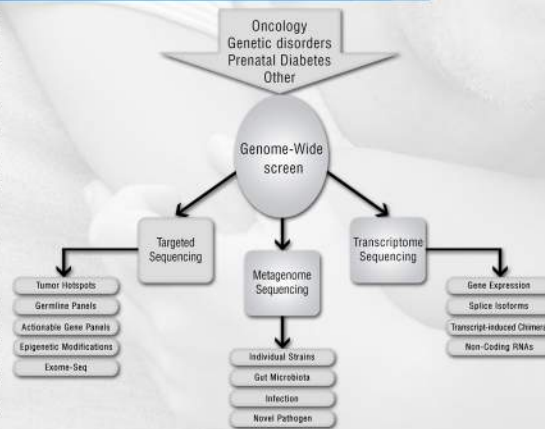 Oncology
Genetic disorders
Prenatal Diabetes
Other
Genome-Wide
screen
Targeted
Sequencing
Metagenome
Sequencing
Transcriptome
Sequencing
Tumor Hotspots
Germline Panels
Actionable Gene Panels
Epigenetic Modifications
Exome-Seq
Individual Strains
Gut Microbiota
Infection
Novel Pathogen
Gene Expression
Splice Isoforms
Transcript-induced Chimera
Non-Coding RNAs